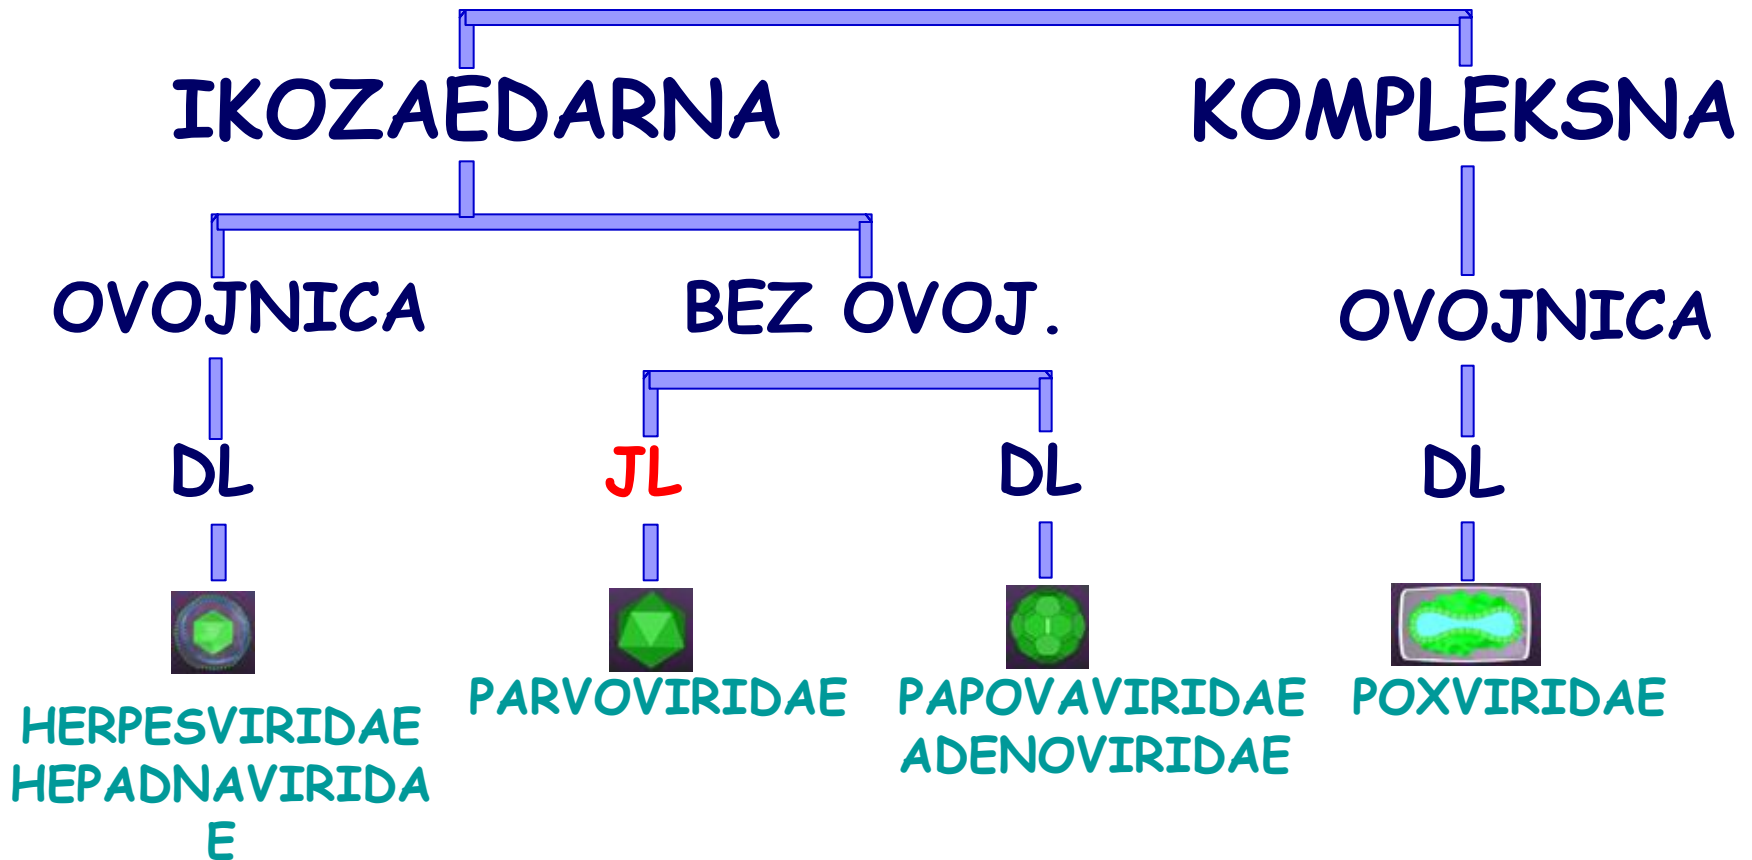 IKOZAEDARNA
KOMPLEKSNA
OVOJNICA
BEZ OVOJ.
OVOJNICA
DL
JL
DL
DL
HERPESVIRIDAE
HEPADNAVIRIDA
E
PARVOVIRIDAE
PAPOVAVIRIDAE
ADENOVIRIDAE
POXVIRIDAE